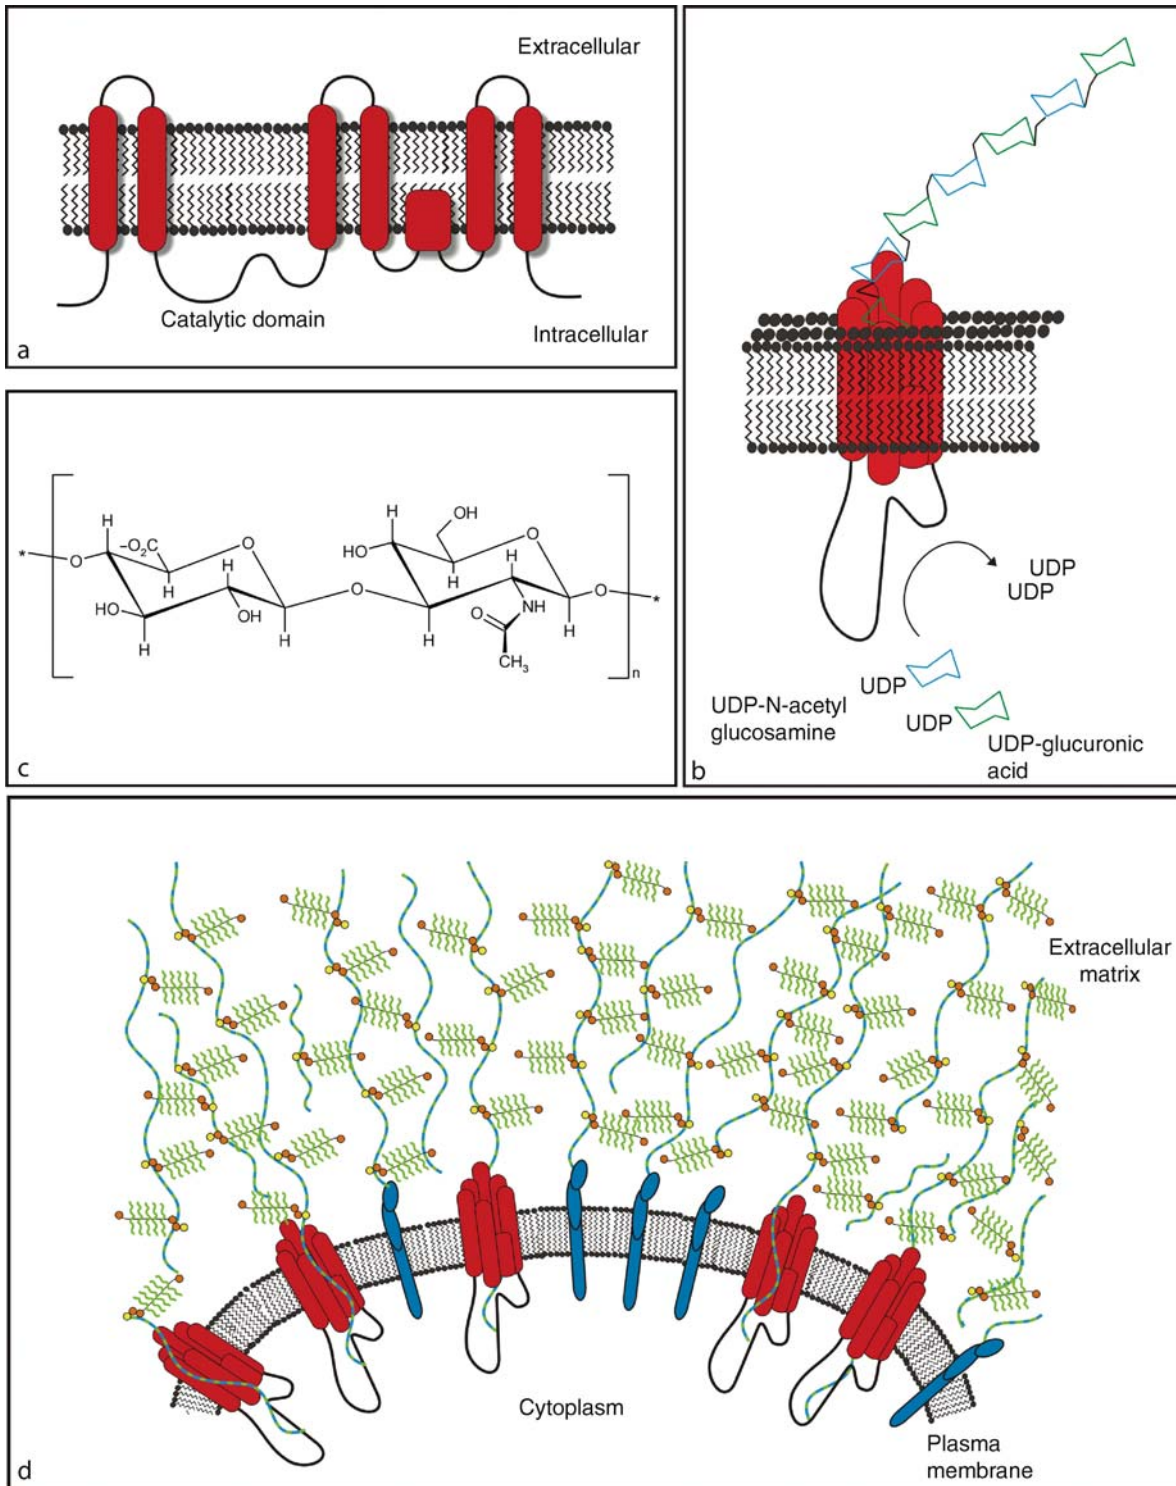 Extracellular
Catalytic domain
Intracellular
a
UDP
UDP
UDP
UDP-N-acetyl
glucosamine
UDP
UDP-glucuronic
acid
b
H
OH
H
−O₂C
O
HO
O
*
O
H
H
H
HO
OH
H
H
O
H
O
NH
H
CH₃
O
*
n
c
Extracellular
matrix
Cytoplasm
Plasma
membrane
d